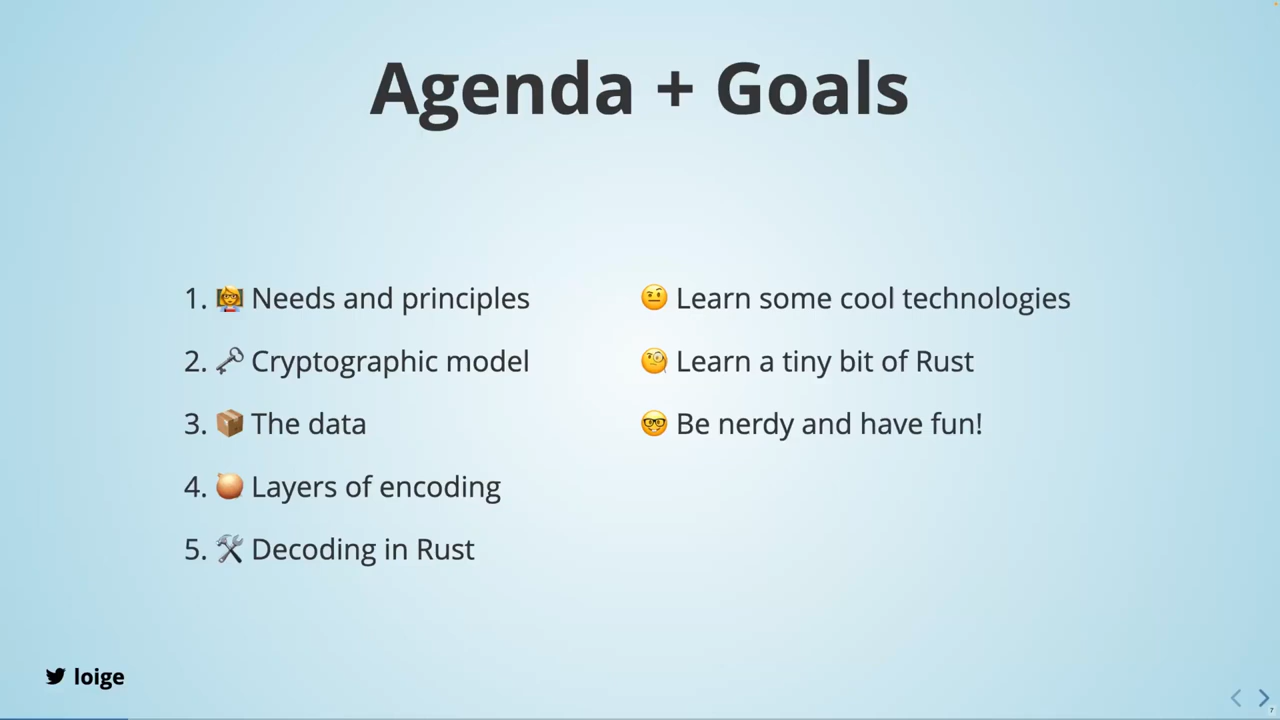 Agenda + Goals
1. 👩‍🏫 Needs and principles
2. 🗝 Cryptographic model
3. 📦 The data
4. 🧅 Layers of encoding
5. 🛠 Decoding in Rust
🤨 Learn some cool technologies
🧐 Learn a tiny bit of Rust
🤓 Be nerdy and have fun!
loige
7